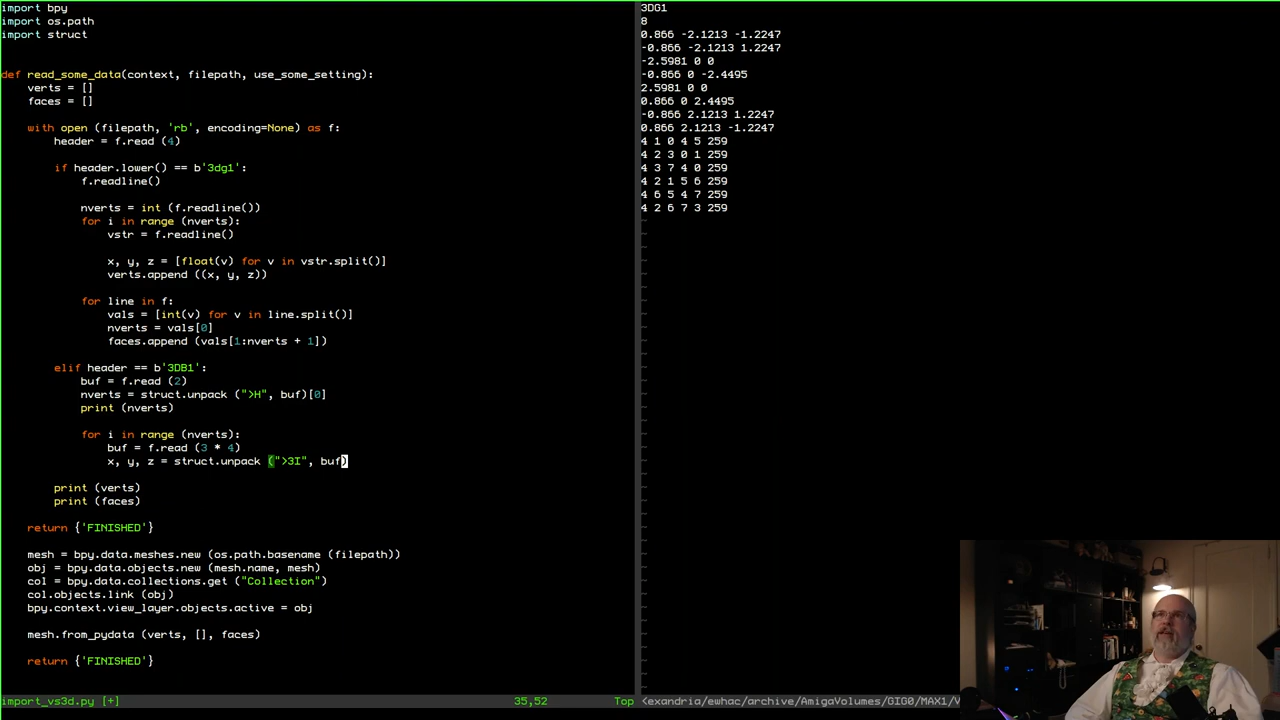 import bpy
import os.path
import struct
def read_some_data(context, filepath, use_some_setting):
verts = []
faces = []
with open (filepath, 'rb', encoding=None) as f:
header = f.read (4)
if header.lower() == b'3dg1':
f.readline()
nverts = int (f.readline())
for i in range (nverts):
vstr = f.readline()
x, y, z = [float(v) for v in vstr.split()]
verts.append ((x, y, z))
for line in f:
vals = [int(v) for v in line.split()]
nverts = vals[0]
faces.append (vals[1:nverts + 1])
elif header == b'3DB1':
buf = f.read (2)
nverts = struct.unpack (">H", buf)[0]
print (nverts)
for i in range (nverts):
buf = f.read (3 * 4)
x, y, z = struct.unpack (">3I", buf)
print (verts)
print (faces)
return {'FINISHED'}
mesh = bpy.data.meshes.new (os.path.basename (filepath))
obj = bpy.data.objects.new (mesh.name, mesh)
col = bpy.data.collections.get ("Collection")
col.objects.link (obj)
bpy.context.view_layer.objects.active = obj
mesh.from_pydata (verts, [], faces)
return {'FINISHED'}
import_vs3d.py [+] 35,52 Top
3DG1
8
0.866 -2.1213 -1.2247
-0.866 -2.1213 1.2247
-2.5981 0 0
-0.866 0 -2.4495
2.5981 0 0
0.866 0 2.4495
-0.866 2.1213 1.2247
0.866 2.1213 -1.2247
4 1 0 4 5 259
4 2 3 0 1 259
4 3 7 4 0 259
4 2 1 5 6 259
4 6 5 4 7 259
4 2 6 7 3 259
<exandria/ewhac/archive/AmigaVolumes/GIG0/MAX1/V